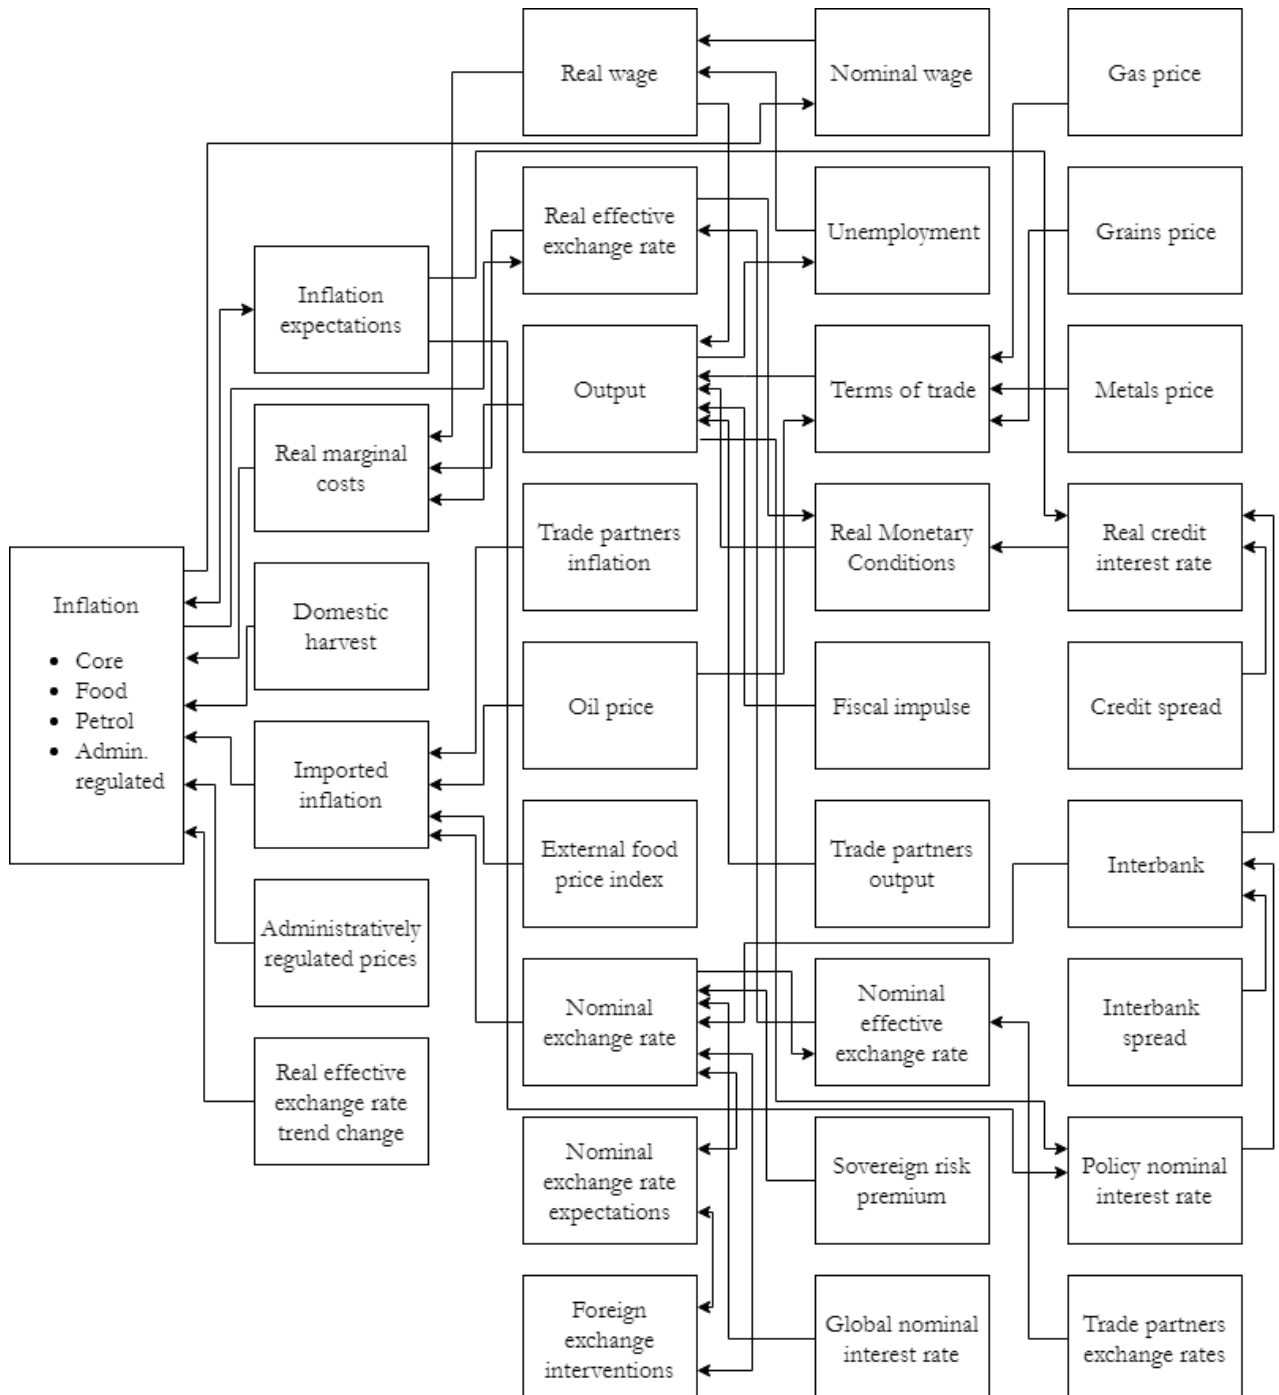 Real wage
Nominal wage
Gas price
Real effective
exchange rate
Unemployment
Grains price
Inflation
expectations
Output
Terms of trade
Metals price
Real marginal
costs
Trade partners
inflation
Real Monetary
Conditions
Real credit
interest rate
Inflation
• Core
• Food
• Petrol
• Admin.
regulated
Domestic
harvest
Oil price
Fiscal impulse
Credit spread
Imported
inflation
External food
price index
Trade partners
output
Interbank
Administratively
regulated prices
Nominal
exchange rate
Nominal
effective
exchange rate
Interbank
spread
Real effective
exchange rate
trend change
Nominal
exchange rate
expectations
Sovereign risk
premium
Policy nominal
interest rate
Foreign
exchange
interventions
Global nominal
interest rate
Trade partners
exchange rates